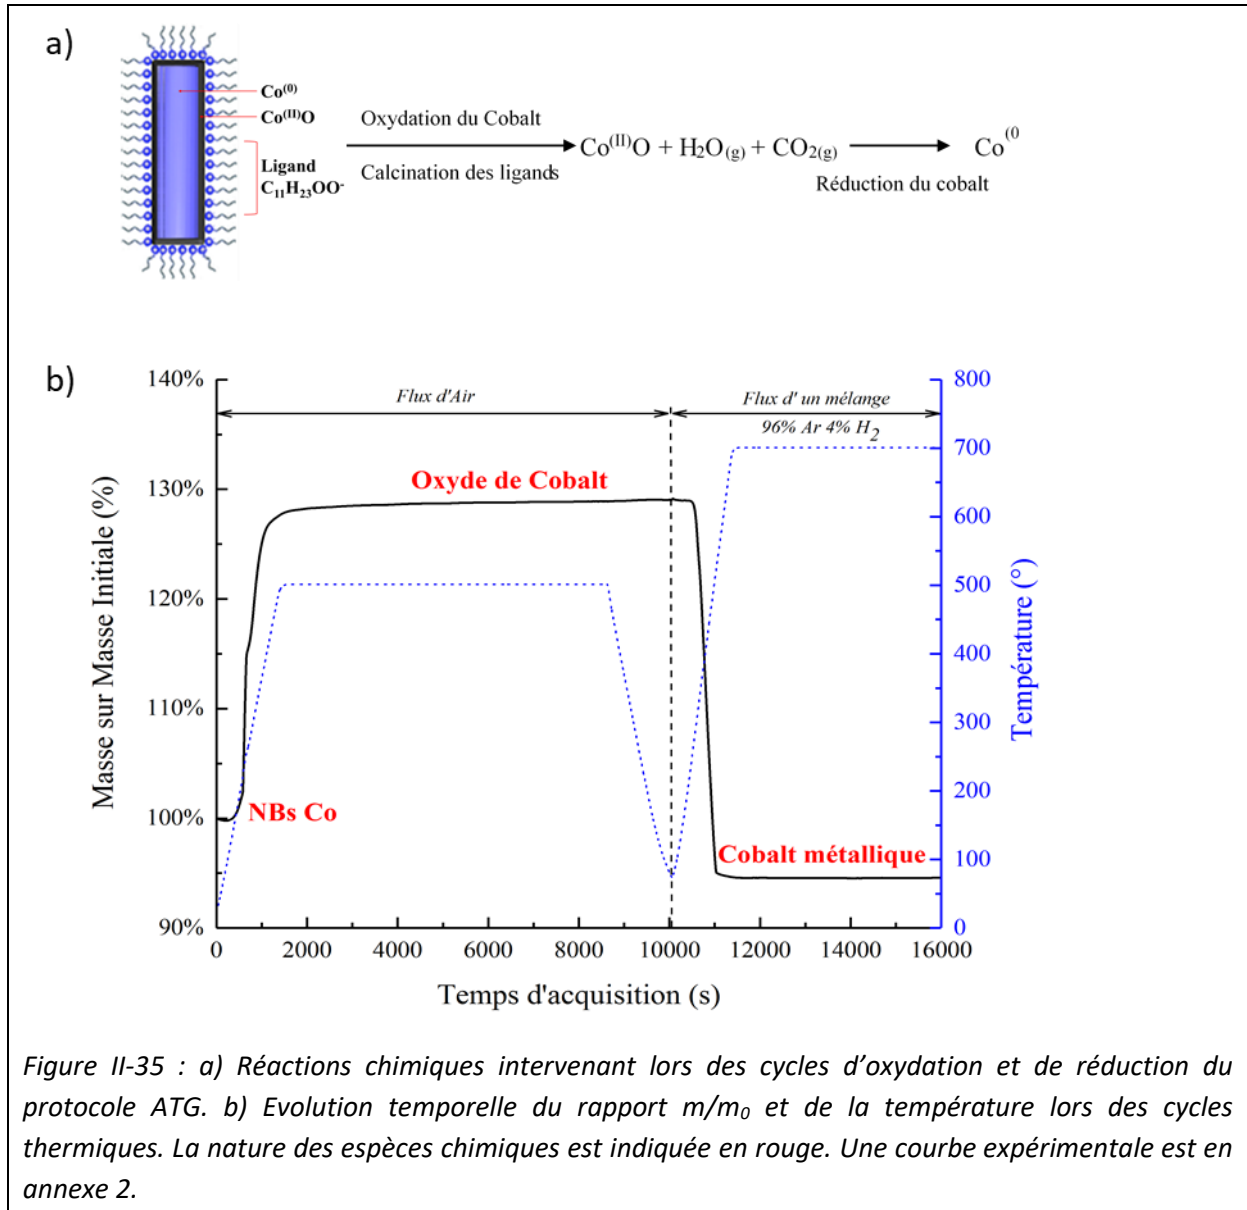 a)
Co(0)
Co(II)O
Ligand
C11H23OO-
Oxydation du Cobalt
Calcination des ligands
Co(II)O + H2O(g) + CO2(g)
Réduction du cobalt
Co(0
b)
140%
130%
120%
110%
100%
90%
Masse sur Masse Initiale (%)
Flux d'Air
Flux d' un mélange
96% Ar 4% H2
Oxyde de Cobalt
NBs Co
Cobalt métallique
800
700
600
500
400
300
200
100
0
Température (°)
0 2000 4000 6000 8000 10000 12000 14000 16000
Temps d'acquisition (s)
Figure II-35 : a) Réactions chimiques intervenant lors des cycles d’oxydation et de réduction du
protocole ATG. b) Evolution temporelle du rapport m/m0 et de la température lors des cycles
thermiques. La nature des espèces chimiques est indiquée en rouge. Une courbe expérimentale est en
annexe 2.